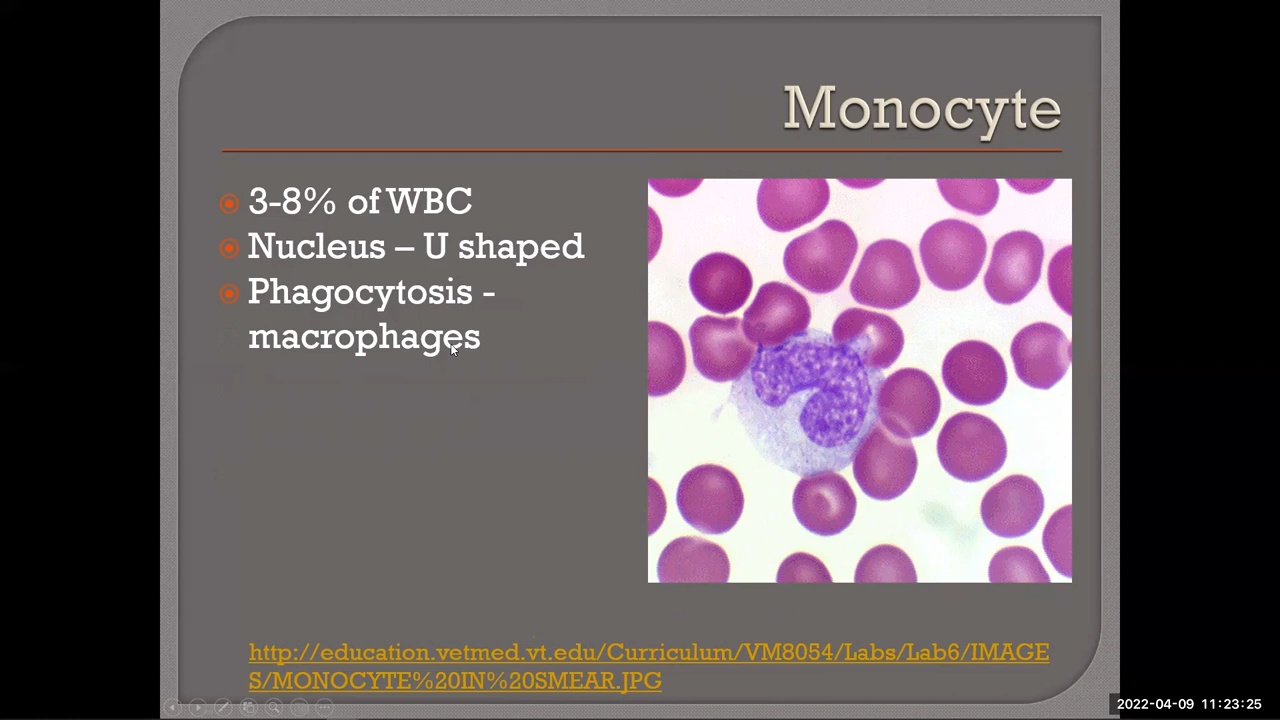 Monocyte
3-8% of WBC
Nucleus – U shaped
Phagocytosis -
macrophages
http://education.vetmed.vt.edu/Curriculum/VM8054/Labs/Lab6/IMAGE
S/MONOCYTE%20IN%20SMEAR.JPG
2022-04-09 11:23:25